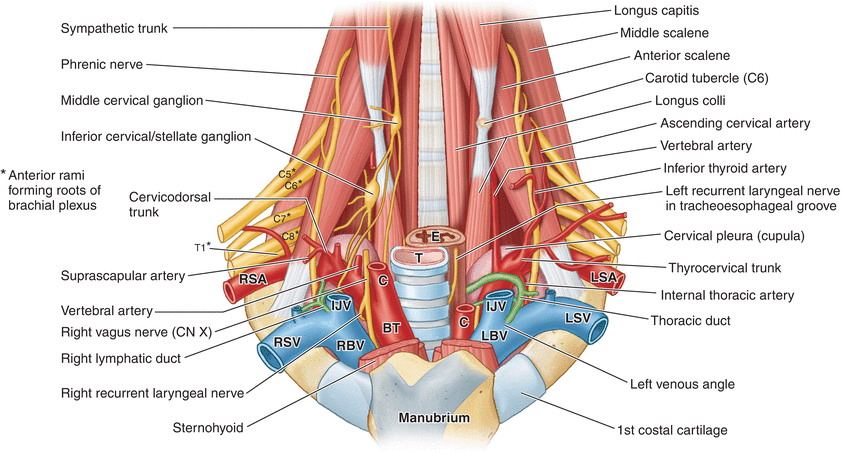 Sympathetic trunk
Phrenic nerve
Middle cervical ganglion
Inferior cervical/stellate ganglion
* Anterior rami
forming roots of
brachial plexus
Cervicodorsal
trunk
C5*
C6*
C7*
C8*
T1*
Suprascapular artery
Vertebral artery
Right vagus nerve (CN X)
Right lymphatic duct
Right recurrent laryngeal nerve
Sternohyoid
RSA
IJV
C
RSV
RBV
BT
E
T
C
IJV
LBV
LSV
LSA
Manubrium
Longus capitis
Middle scalene
Anterior scalene
Carotid tubercle (C6)
Longus colli
Ascending cervical artery
Vertebral artery
Inferior thyroid artery
Left recurrent laryngeal nerve
in tracheoesophageal groove
Cervical pleura (cupula)
Thyrocervical trunk
Internal thoracic artery
Thoracic duct
Left venous angle
1st costal cartilage